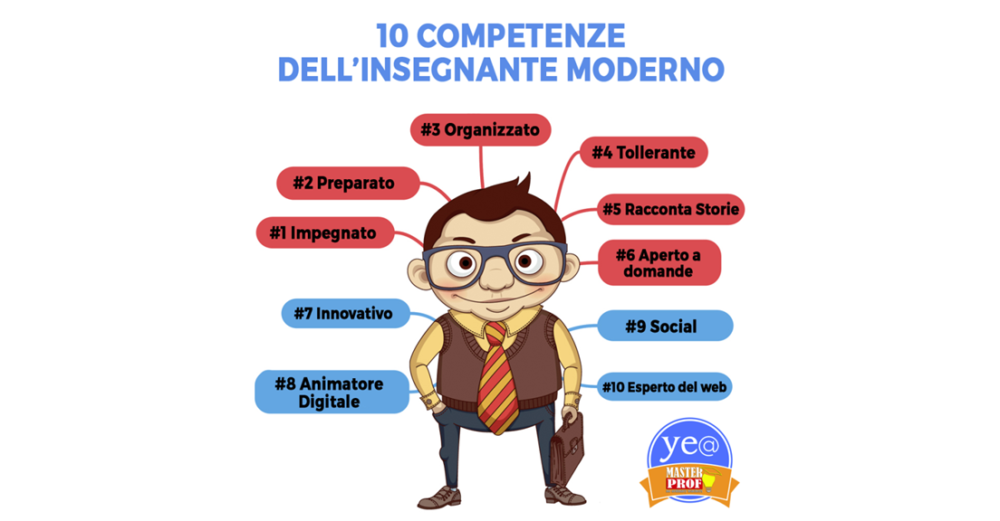 10 COMPETENZE
DELL'INSEGNANTE MODERNO
#3 Organizzato
#4 Tollerante
#2 Preparato
#5 Racconta Storie
#1 Impegnato
#6 Aperto a
domande
#7 Innovativo
#9 Social
#8 Animatore
Digitale
#10 Esperto del web
ye@
MASTER
PROF